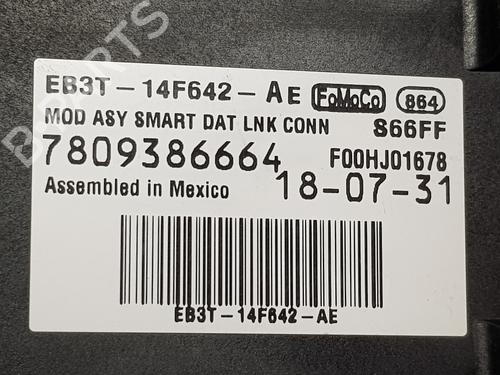 EB3T-14F642-AE FoMoCo 864
MOD ASY SMART DAT LNK CONN S66FF
7809386664 F00HJ01678
Assembled in Mexico 18-07-31
EB3T-14F642-AE
B-PARTS